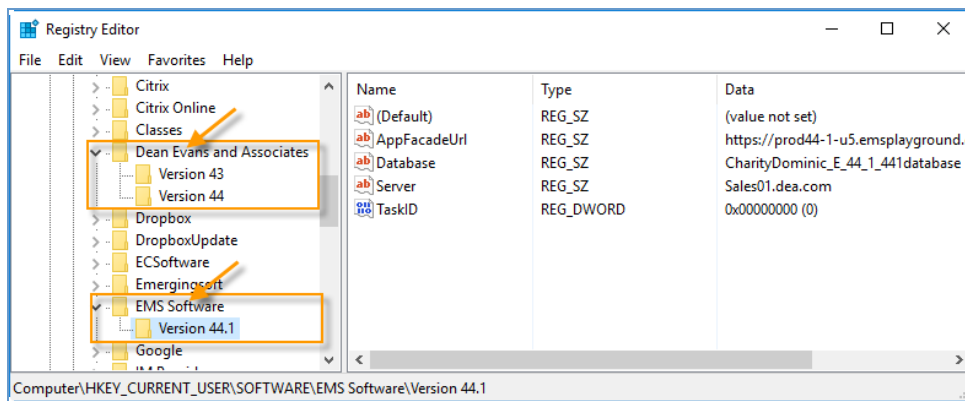 Registry Editor
File Edit View Favorites Help
Citrix
Citrix Online
Classes
Dean Evans and Associates
Version 43
Version 44
Dropbox
DropboxUpdate
ECSoftware
Emergingsoft
EMS Software
Version 44.1
Google
Name Type Data
(Default) REG_SZ (value not set)
AppFacadeUrl REG_SZ https://prod44-1-u5.emsplayground.
Database REG_SZ CharityDominic_E_44_1_441database
Server REG_SZ Sales01.dea.com
TaskID REG_DWORD 0x00000000 (0)
Computer\HKEY_CURRENT_USER\SOFTWARE\EMS Software\Version 44.1